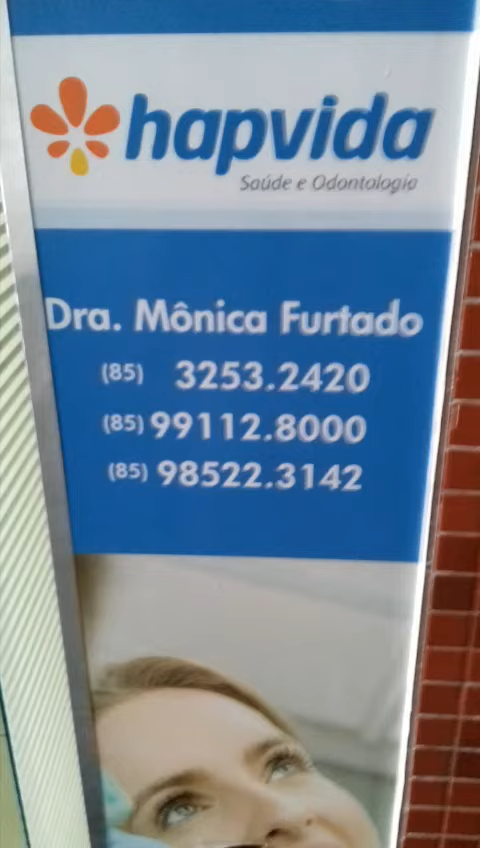 hapvida
Saúde e Odontologia
Dra. Mônica Furtado
(85) 3253.2420
(85) 99112.8000
(85) 98522.3142